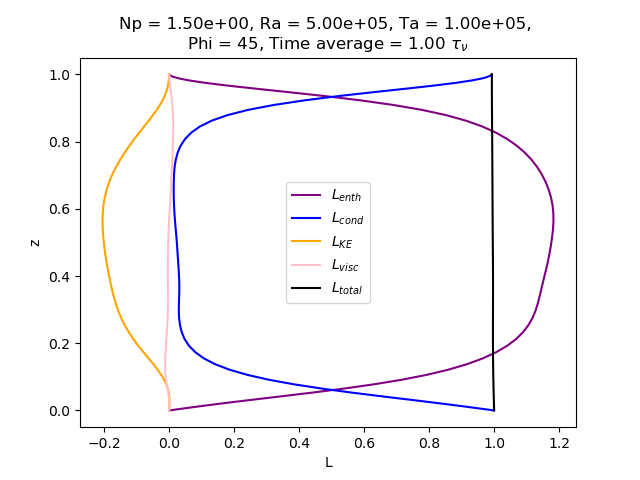 Np = 1.50e+00, Ra = 5.00e+05, Ta = 1.00e+05,
Phi = 45, Time average = 1.00 τ_ν
1.0
0.8
0.6
0.4
0.2
0.0
z
L_enth
L_cond
L_KE
L_visc
L_total
−0.2 0.0 0.2 0.4 0.6 0.8 1.0 1.2
L